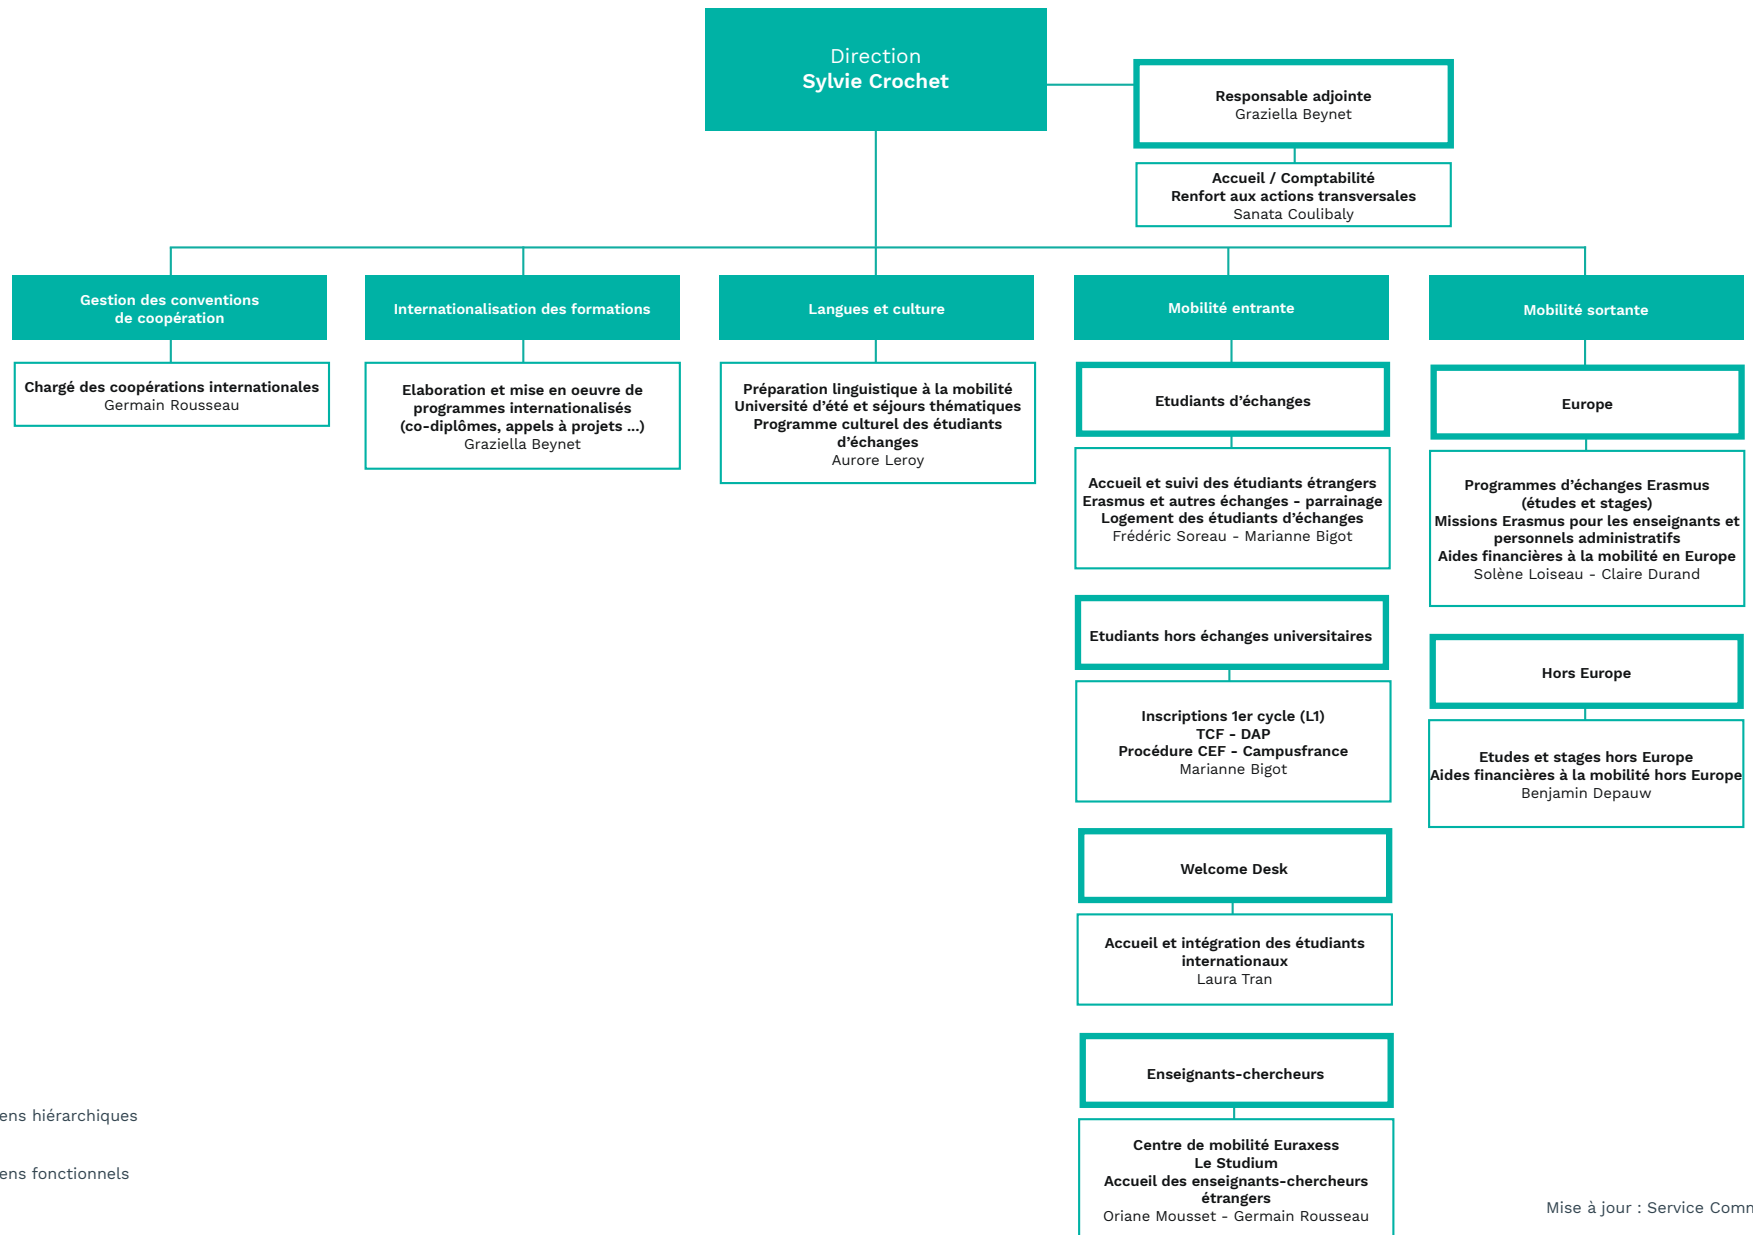 Direction
Sylvie Crochet
Responsable adjointe
Graziella Beynet
Accueil / Comptabilité
Renfort aux actions transversales
Sanata Coulibaly
Gestion des conventions
de coopération
Chargé des coopérations internationales
Germain Rousseau
Internationalisation des formations
Elaboration et mise en oeuvre de
programmes internationalisés
(co-diplômes, appels à projets ...)
Graziella Beynet
Langues et culture
Préparation linguistique à la mobilité
Université d’été et séjours thématiques
Programme culturel des étudiants
d’échanges
Aurore Leroy
Mobilité entrante
Etudiants d’échanges
Accueil et suivi des étudiants étrangers
Erasmus et autres échanges - parrainage
Logement des étudiants d’échanges
Frédéric Soreau - Marianne Bigot
Etudiants hors échanges universitaires
Inscriptions 1er cycle (L1)
TCF - DAP
Procédure CEF - Campusfrance
Marianne Bigot
Welcome Desk
Accueil et intégration des étudiants
internationaux
Laura Tran
Enseignants-chercheurs
Centre de mobilité Euraxess
Le Studium
Accueil des enseignants-chercheurs
étrangers
Oriane Mousset - Germain Rousseau
Mobilité sortante
Europe
Programmes d’échanges Erasmus
(études et stages)
Missions Erasmus pour les enseignants et
personnels administratifs
Aides financières à la mobilité en Europe
Solène Loiseau - Claire Durand
Hors Europe
Etudes et stages hors Europe
Aides financières à la mobilité hors Europe
Benjamin Depauw
ens hiérarchiques
ens fonctionnels
Mise à jour : Service Comm